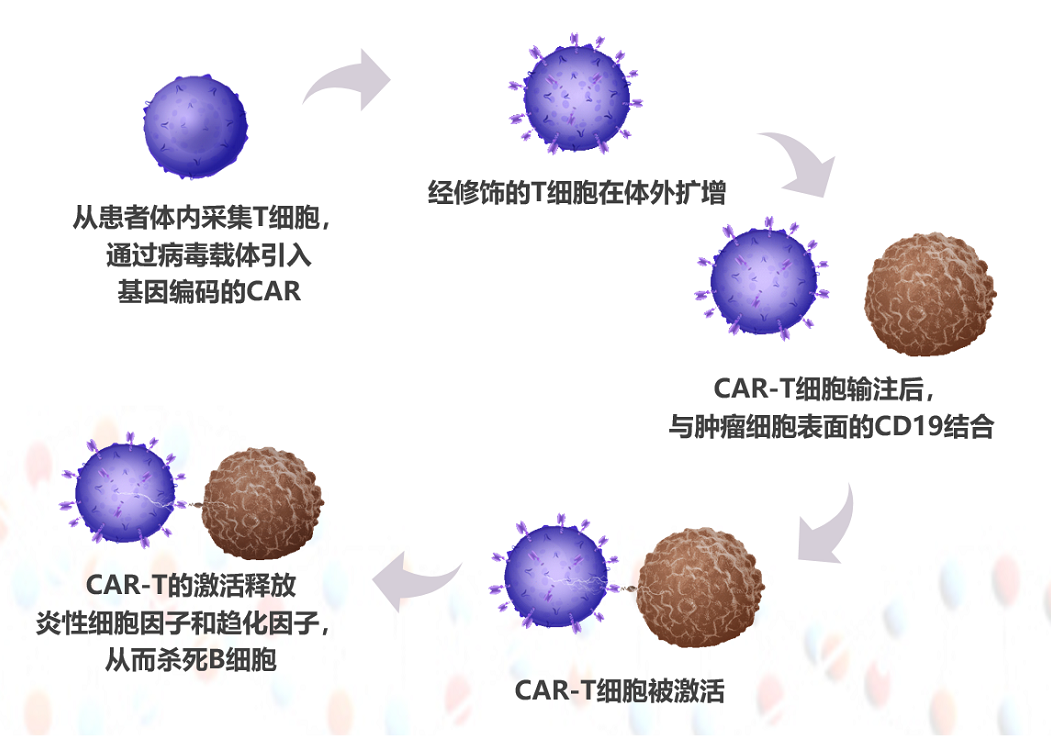 从患者体内采集T细胞，
通过病毒载体引入
基因编码的CAR
经修饰的T细胞在体外扩增
CAR-T细胞输注后，
与肿瘤细胞表面的CD19结合
CAR-T细胞被激活
CAR-T的激活释放
炎性细胞因子和趋化因子，
从而杀死B细胞